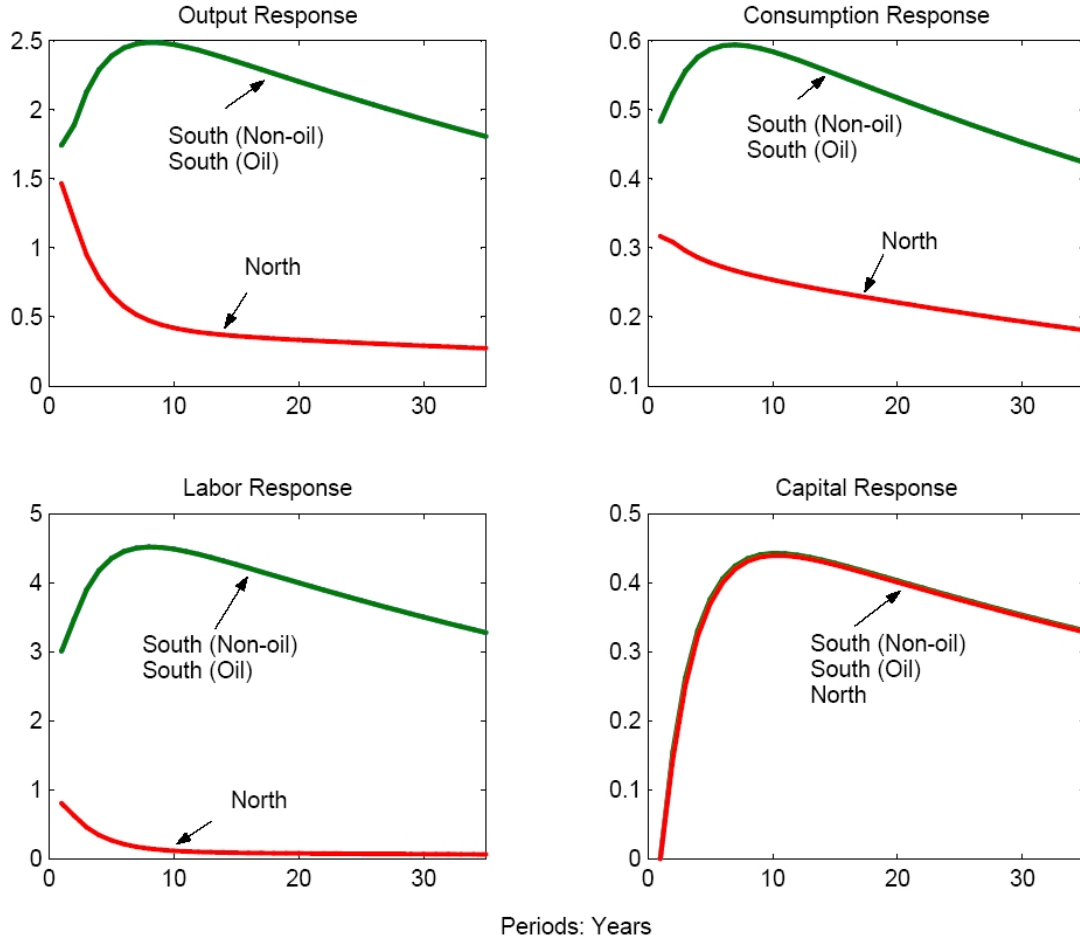 Output Response
2.5
2
1.5
1
0.5
0
0
10
20
30
South (Non-oil)
South (Oil)
North
Consumption Response
0.6
0.5
0.4
0.3
0.2
0.1
0
10
20
30
South (Non-oil)
South (Oil)
North
Labor Response
5
4
3
2
1
0
0
10
20
30
South (Non-oil)
South (Oil)
North
Capital Response
0.5
0.4
0.3
0.2
0.1
0
0
10
20
30
South (Non-oil)
South (Oil)
North
Periods: Years